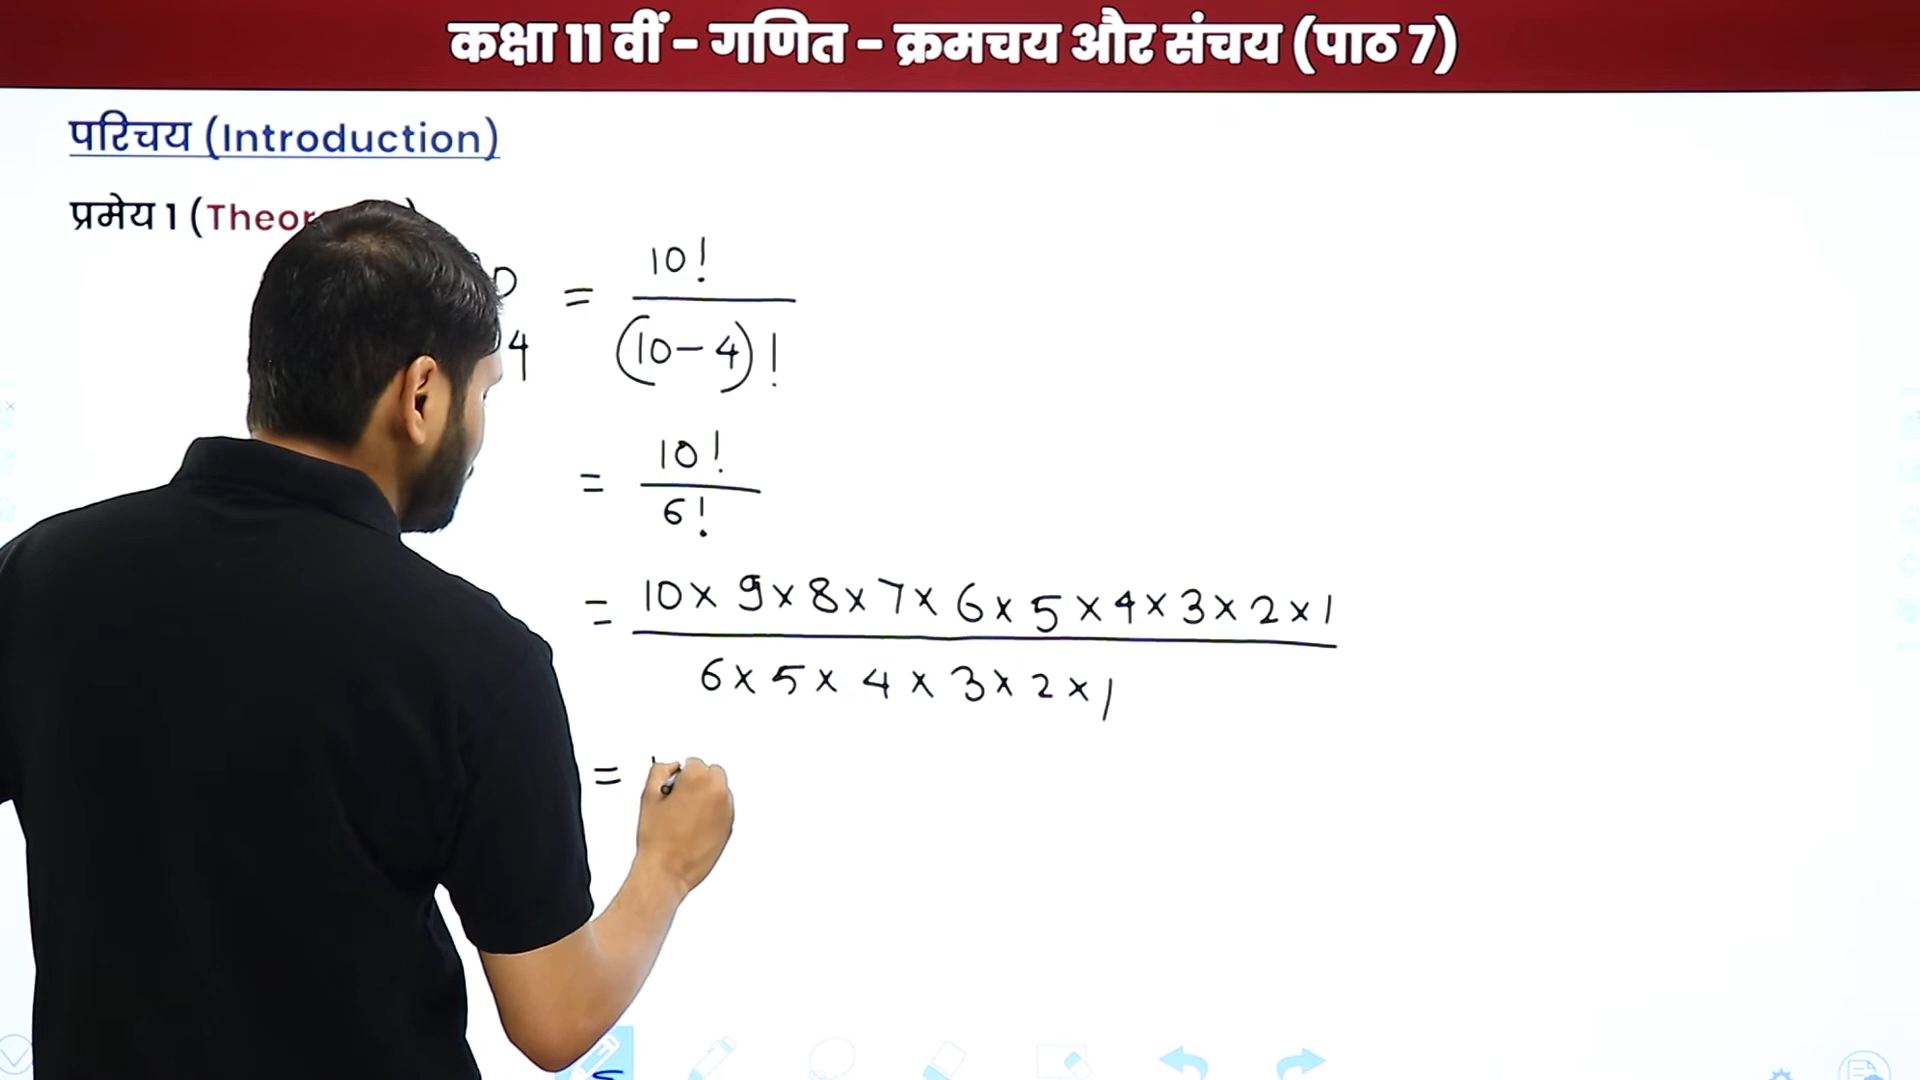 कक्षा 11 वीं - गणित - क्रमचय और संचय (पाठ 7)
परिचय (Introduction)
प्रमेय 1 (
= 10!
4 (10-4)!
= 10!
6!
= 10 x 9 x 8 x 7 x 6 x 5 x 4 x 3 x 2 x 1
6 x 5 x 4 x 3 x 2 x 1
=